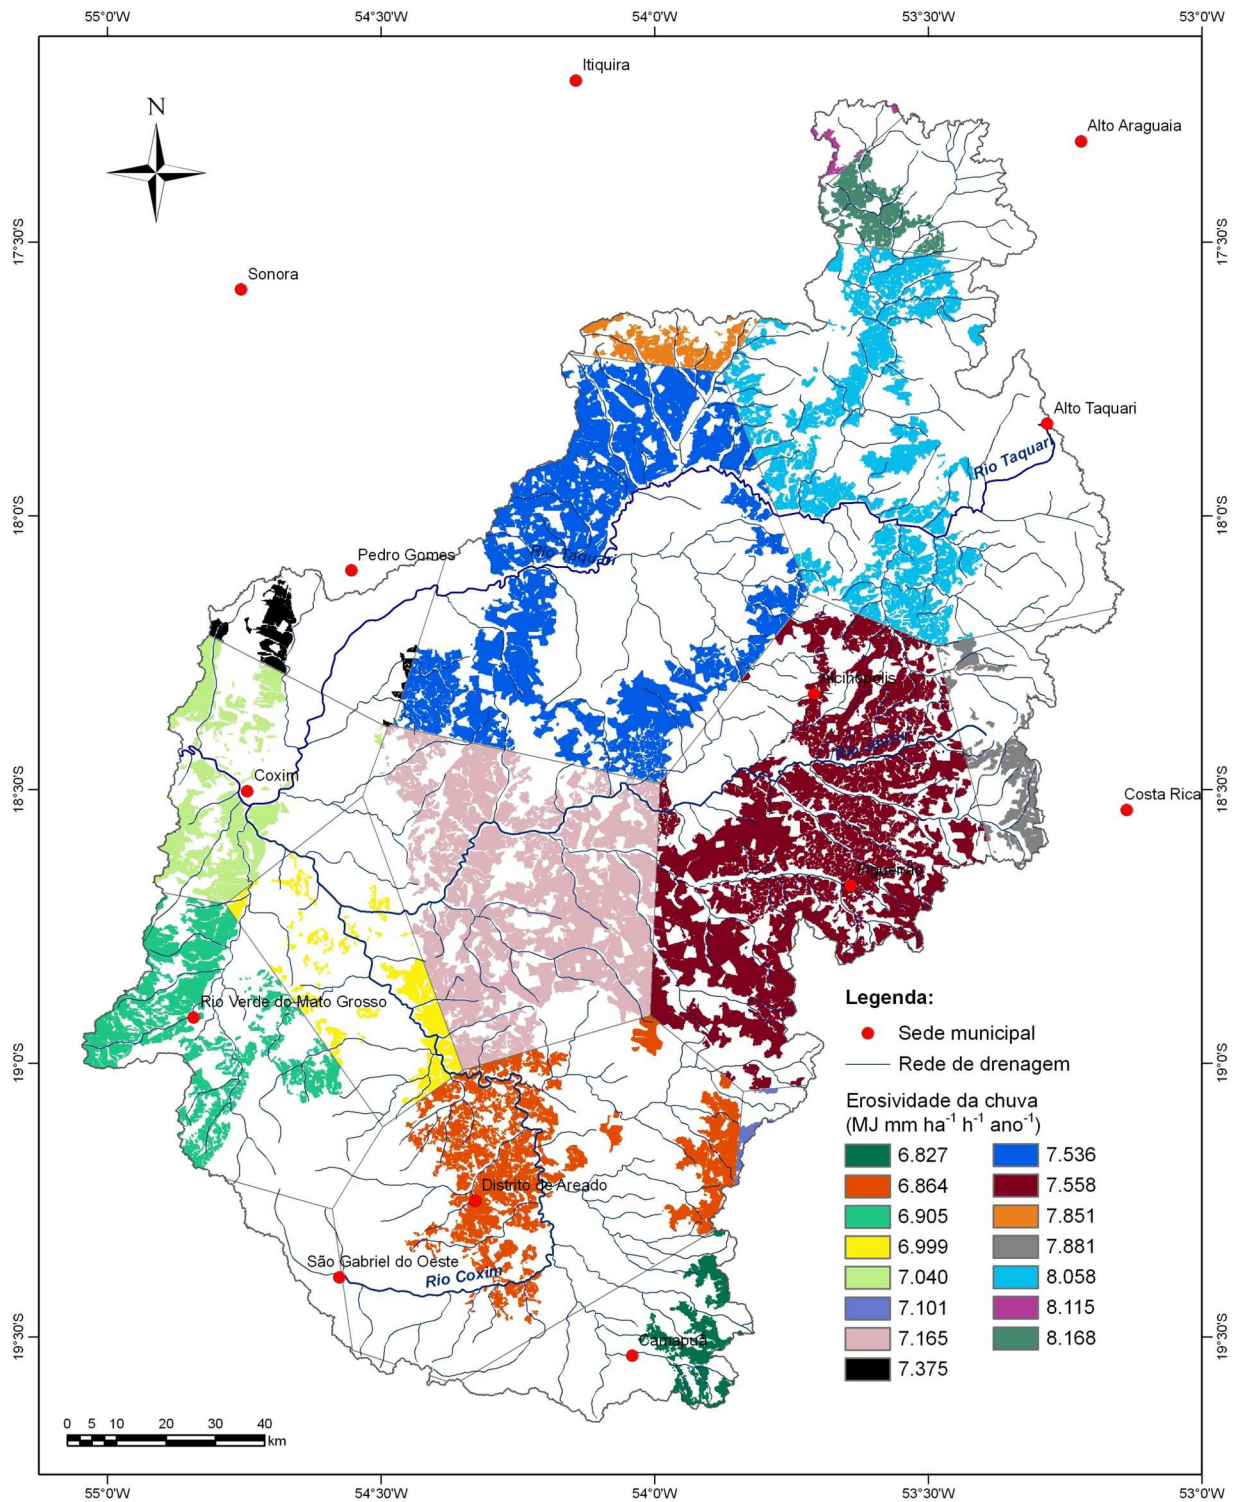 55°0'W 54°30'W 54°0'W 53°30'W 53°0'W
Itiquira
Alto Araguaia
N
17°30'S 17°30'S
Sonora
Alto Taquari
Rio Taquari
18°0'S 18°0'S
Pedro Gomes
Rio Taquari
Alcinópolis
Coxim
18°30'S 18°30'S
Costa Rica
Figueirão
Rio Verde do Mato Grosso
Legenda:
Sede municipal
Rede de drenagem
19°0'S 19°0'S
Erosividade da chuva
(MJ mm ha⁻¹ h⁻¹ ano⁻¹)
6.827 7.536
6.864 7.558
6.905 7.851
6.999 7.881
7.040 8.058
7.101 8.115
7.165 8.168
7.375
Distrito de Areado
São Gabriel do Oeste
Rio Coxim
19°30'S 19°30'S
Camapuã
0 5 10 20 30 40
km
55°0'W 54°30'W 54°0'W 53°30'W 53°0'W